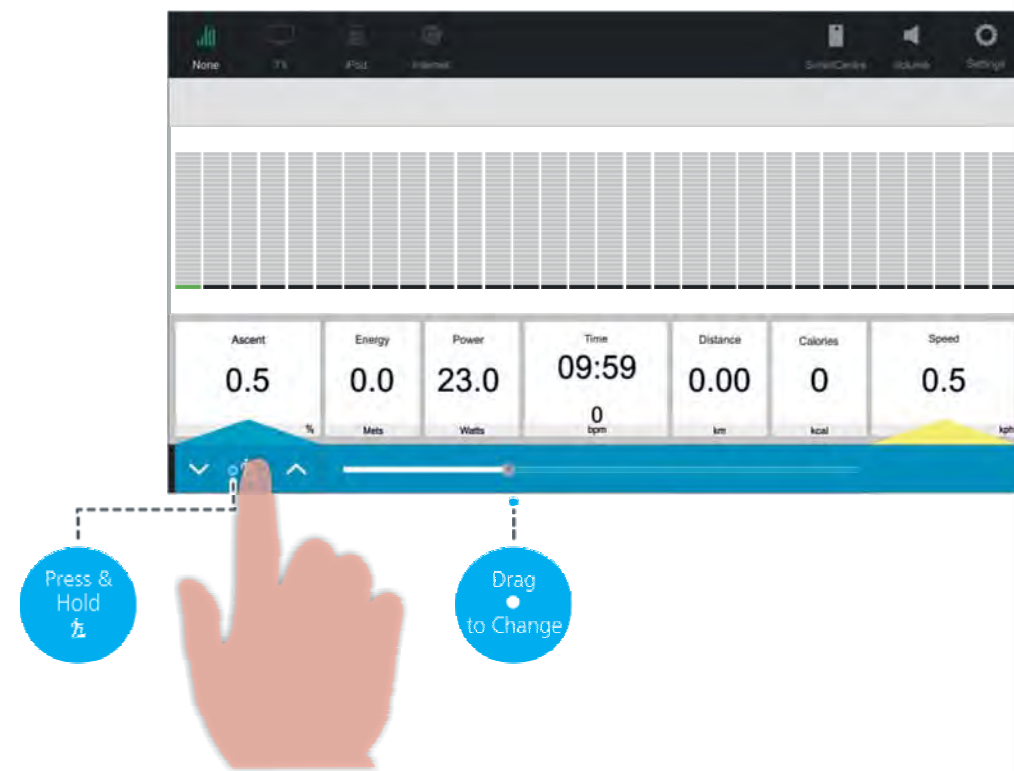 None
TV
iPod
Internet
SmartCentre
Volume
Settings
Ascent
0.5
%
Energy
0.0
Mets
Power
23.0
Watts
Time
09:59
0
bpm
Distance
0.00
km
Calories
0
kcal
Speed
0.5
kph
Press &
Hold
Drag
to Change